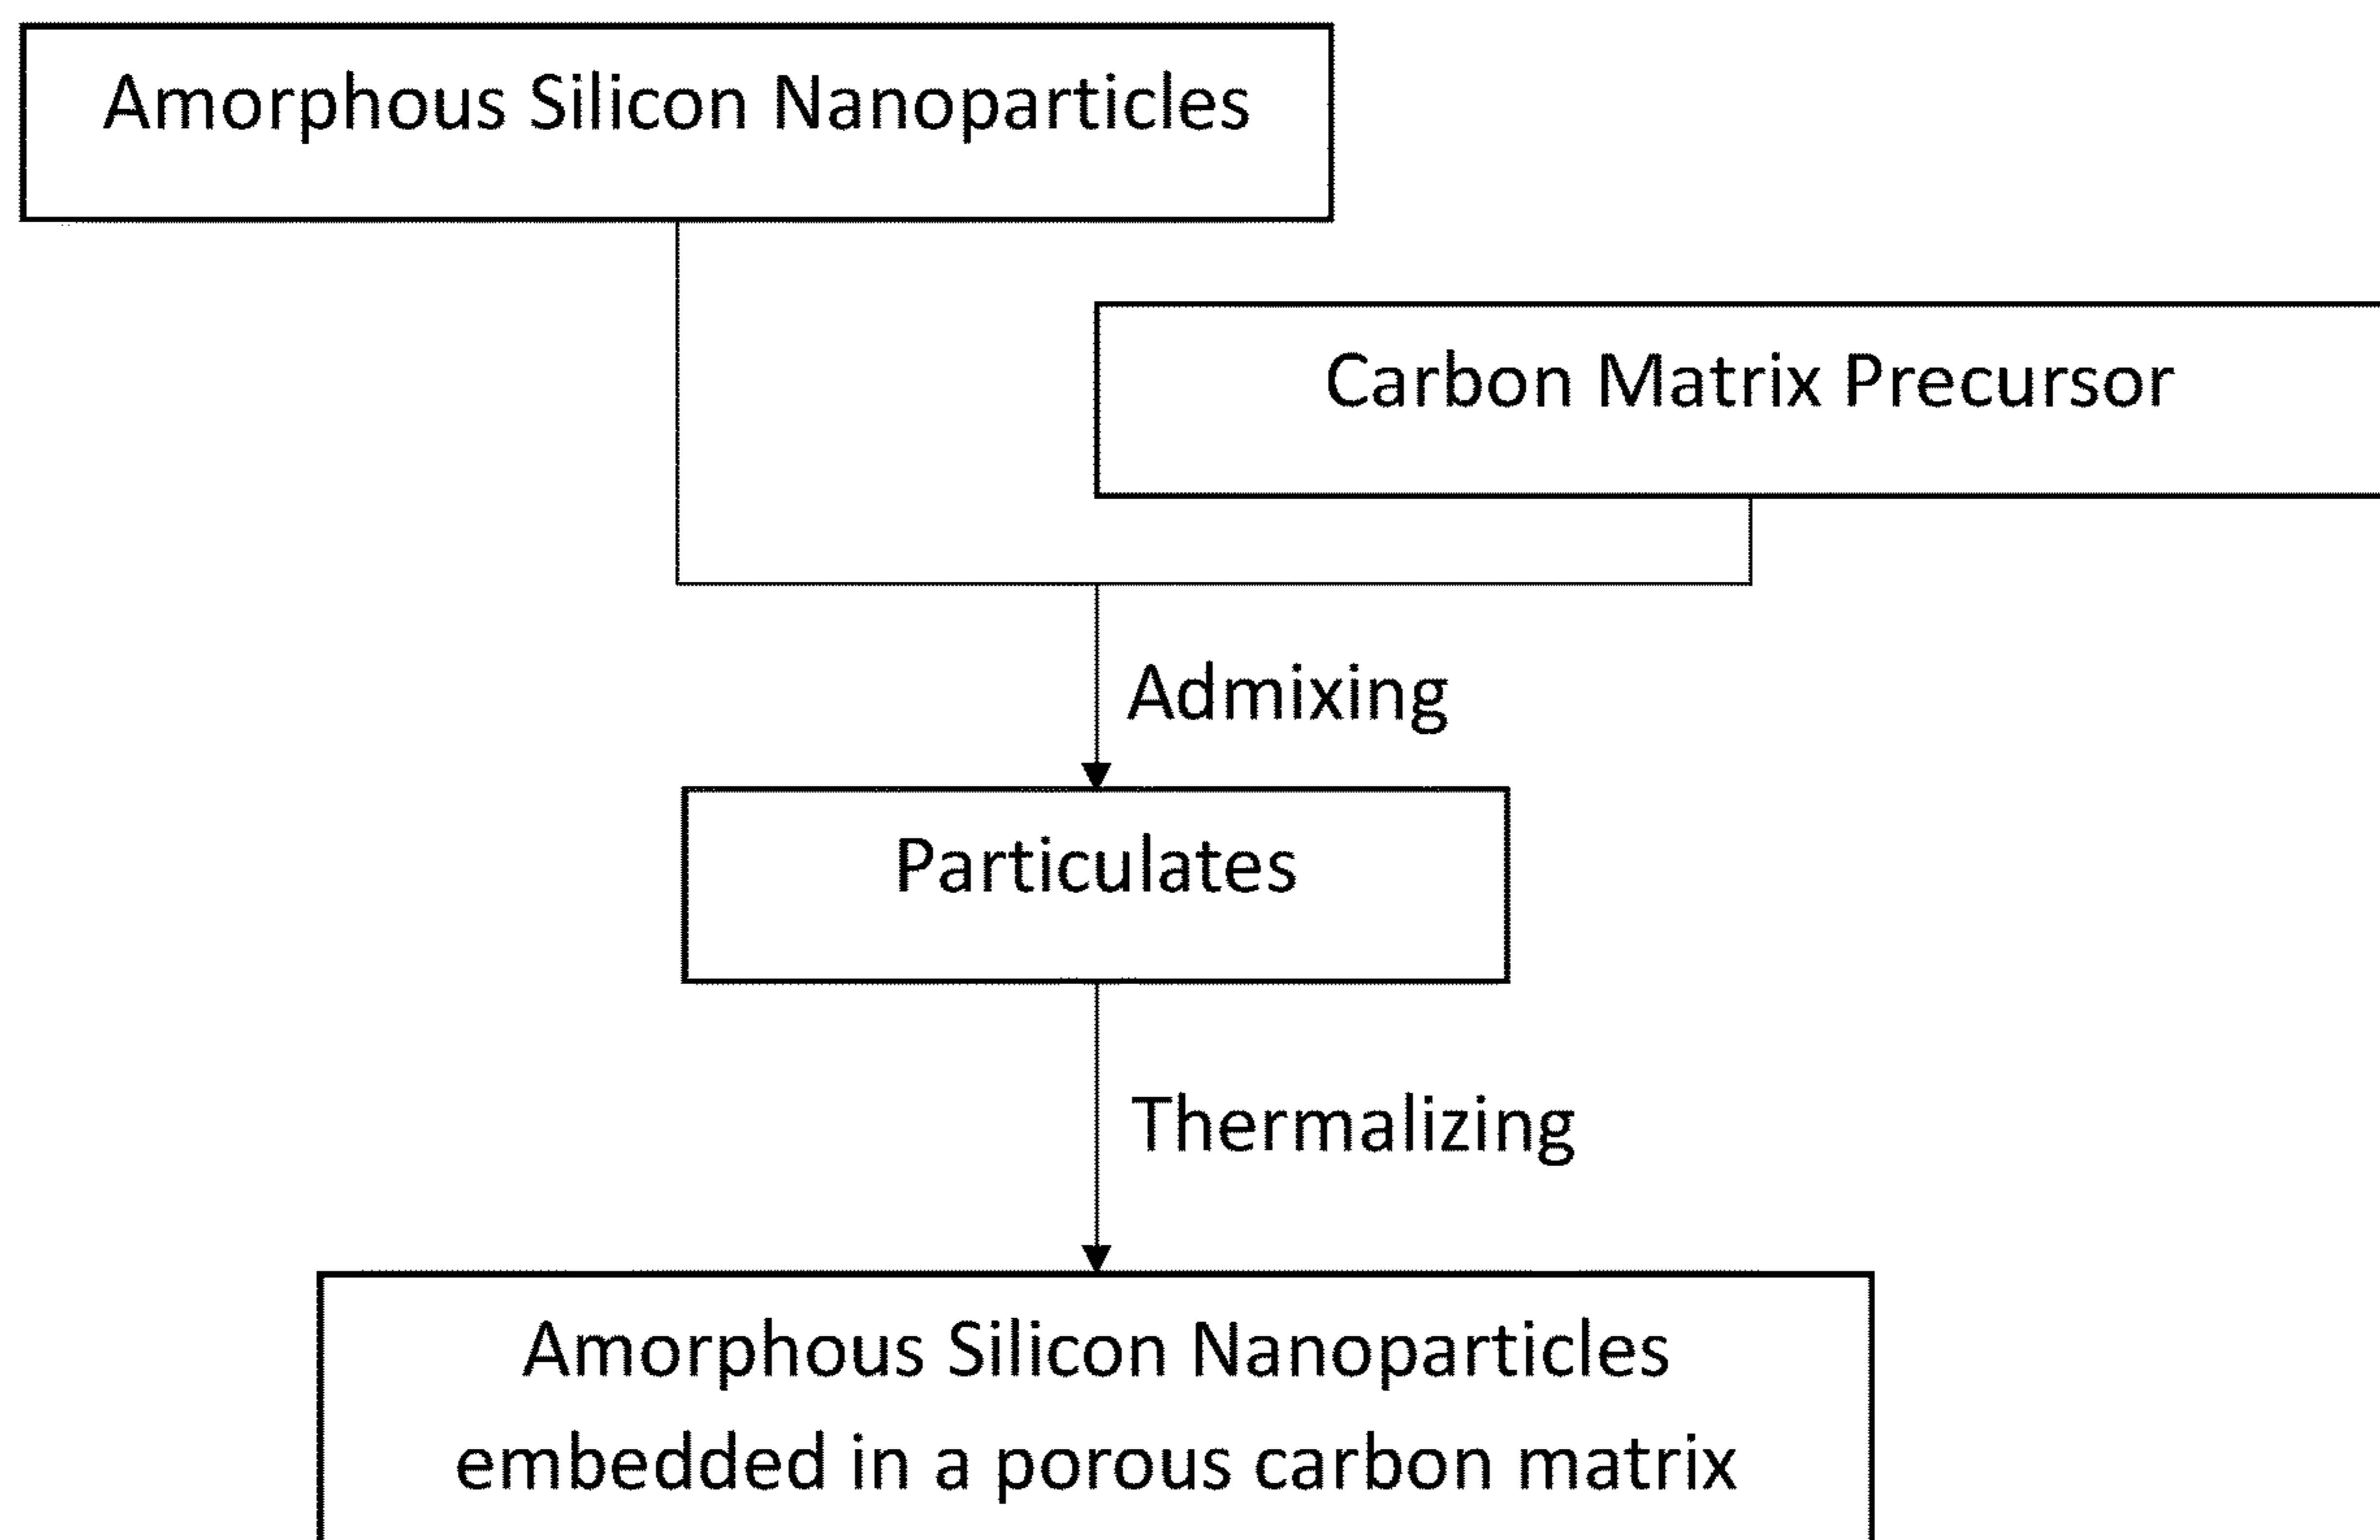 Amorphous Silicon Nanoparticles
Carbon Matrix Precursor
Admixing
Particulates
Thermalizing
Amorphous Silicon Nanoparticles
embedded in a porous carbon matrix